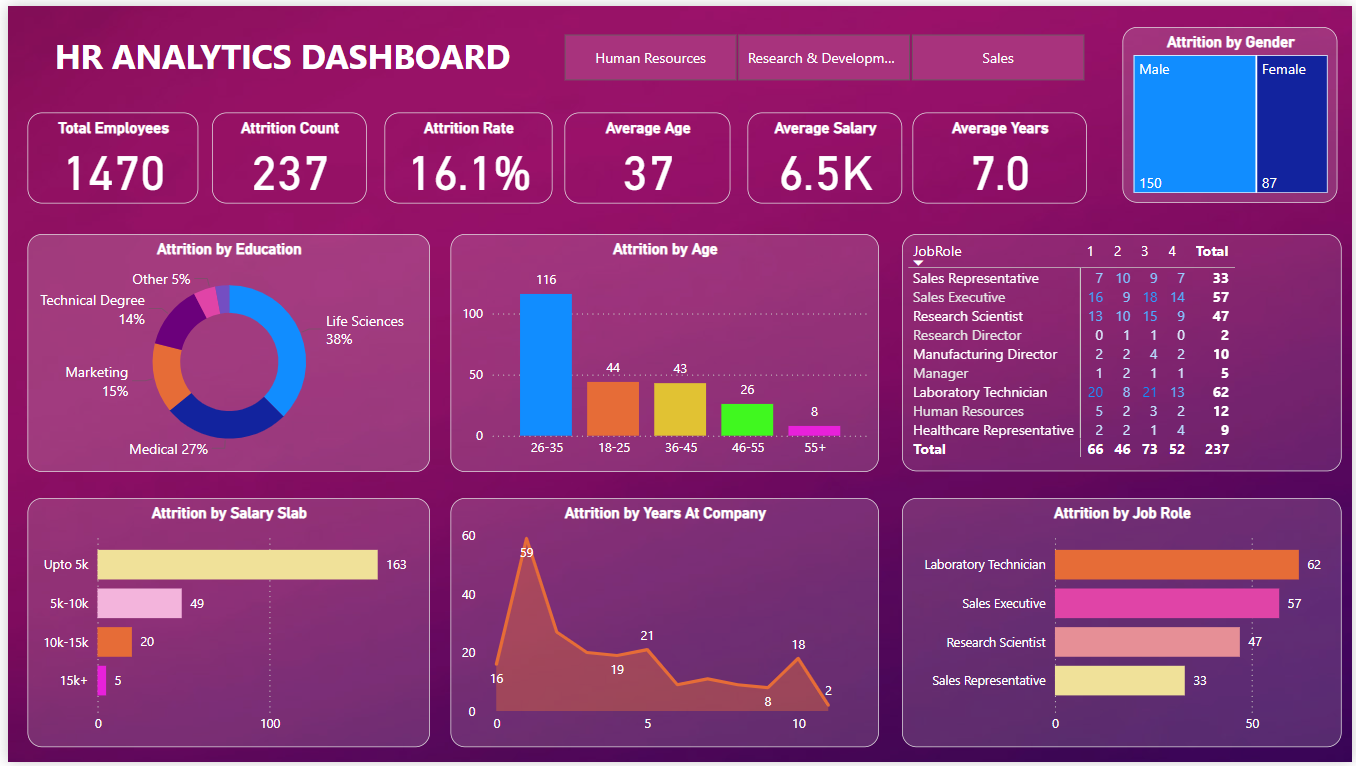 HR ANALYTICS DASHBOARD
Human Resources
Research & Developm...
Sales
Attrition by Gender
Male
Female
150
87
Total Employees
1470
Attrition Count
237
Attrition Rate
16.1%
Average Age
37
Average Salary
6.5K
Average Years
7.0
Attrition by Education
Other 5%
Technical Degree
14%
Life Sciences
38%
Marketing
15%
Medical 27%
Attrition by Age
116
100
44
43
50
26
8
0
26-35
18-25
36-45
46-55
55+
JobRole 1 2 3 4 Total
Sales Representative 7 10 9 7 33
Sales Executive 16 9 18 14 57
Research Scientist 13 10 15 9 47
Research Director 0 1 1 0 2
Manufacturing Director 2 2 4 2 10
Manager 1 2 1 1 5
Laboratory Technician 20 8 21 13 62
Human Resources 5 2 3 2 12
Healthcare Representative 2 2 1 4 9
Total 66 46 73 52 237
Attrition by Salary Slab
Upto 5k 163
5k-10k 49
10k-15k 20
15k+ 5
0 100
Attrition by Years At Company
60
59
40
21
18
20
19
16
8
2
0
0 5 10
Attrition by Job Role
Laboratory Technician 62
Sales Executive 57
Research Scientist 47
Sales Representative 33
0 50